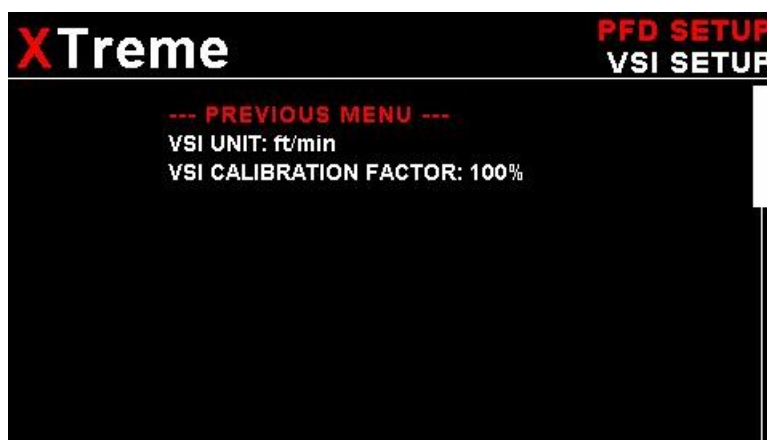 XTreme
PFD SETUP
VSI SETUP
--- PREVIOUS MENU ---
VSI UNIT: ft/min
VSI CALIBRATION FACTOR: 100%